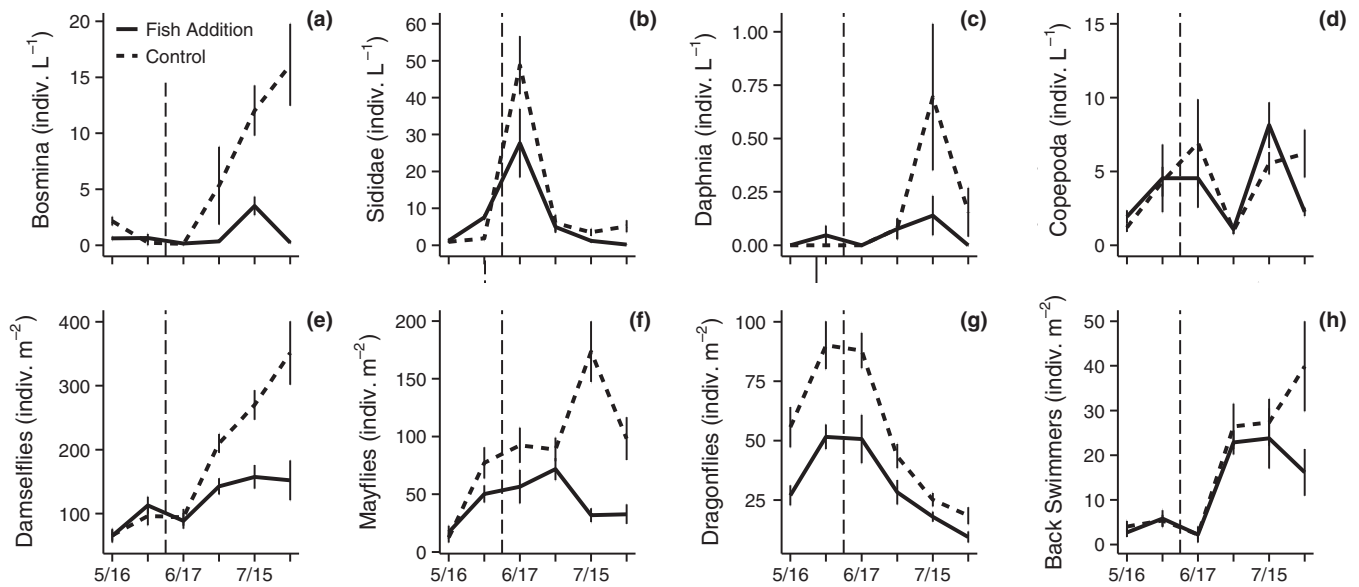 (a)
Fish Addition
Control
Bosmina (indiv. L⁻¹)
20
15
10
5
0
(b)
Sididae (indiv. L⁻¹)
60
50
40
30
20
10
0
(c)
Daphnia (indiv. L⁻¹)
1.00
0.75
0.50
0.25
0.00
(d)
Copepoda (indiv. L⁻¹)
15
10
5
0
(e)
Damselflies (indiv. m⁻²)
400
300
200
100
5/16 6/17 7/15
(f)
Mayflies (indiv. m⁻²)
200
150
100
50
0
5/16 6/17 7/15
(g)
Dragonflies (indiv. m⁻²)
100
75
50
25
5/16 6/17 7/15
(h)
Back Swimmers (indiv. m⁻²)
50
40
30
20
10
0
5/16 6/17 7/15